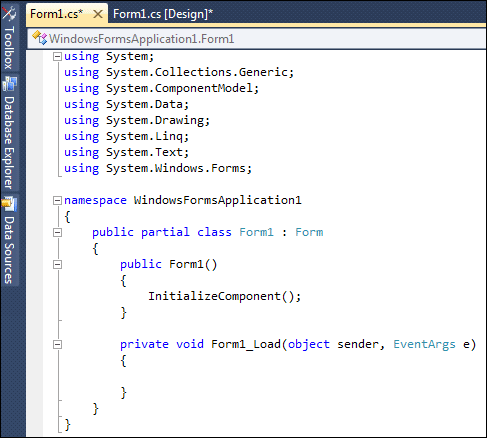 Form1.cs* × Form1.cs [Design]*
WindowsFormsApplication1.Form1
Toolbox
Database Explorer
Data Sources
using System;
using System.Collections.Generic;
using System.ComponentModel;
using System.Data;
using System.Drawing;
using System.Linq;
using System.Text;
using System.Windows.Forms;
namespace WindowsFormsApplication1
{
public partial class Form1 : Form
{
public Form1()
{
InitializeComponent();
}
private void Form1_Load(object sender, EventArgs e)
{
}
}
}